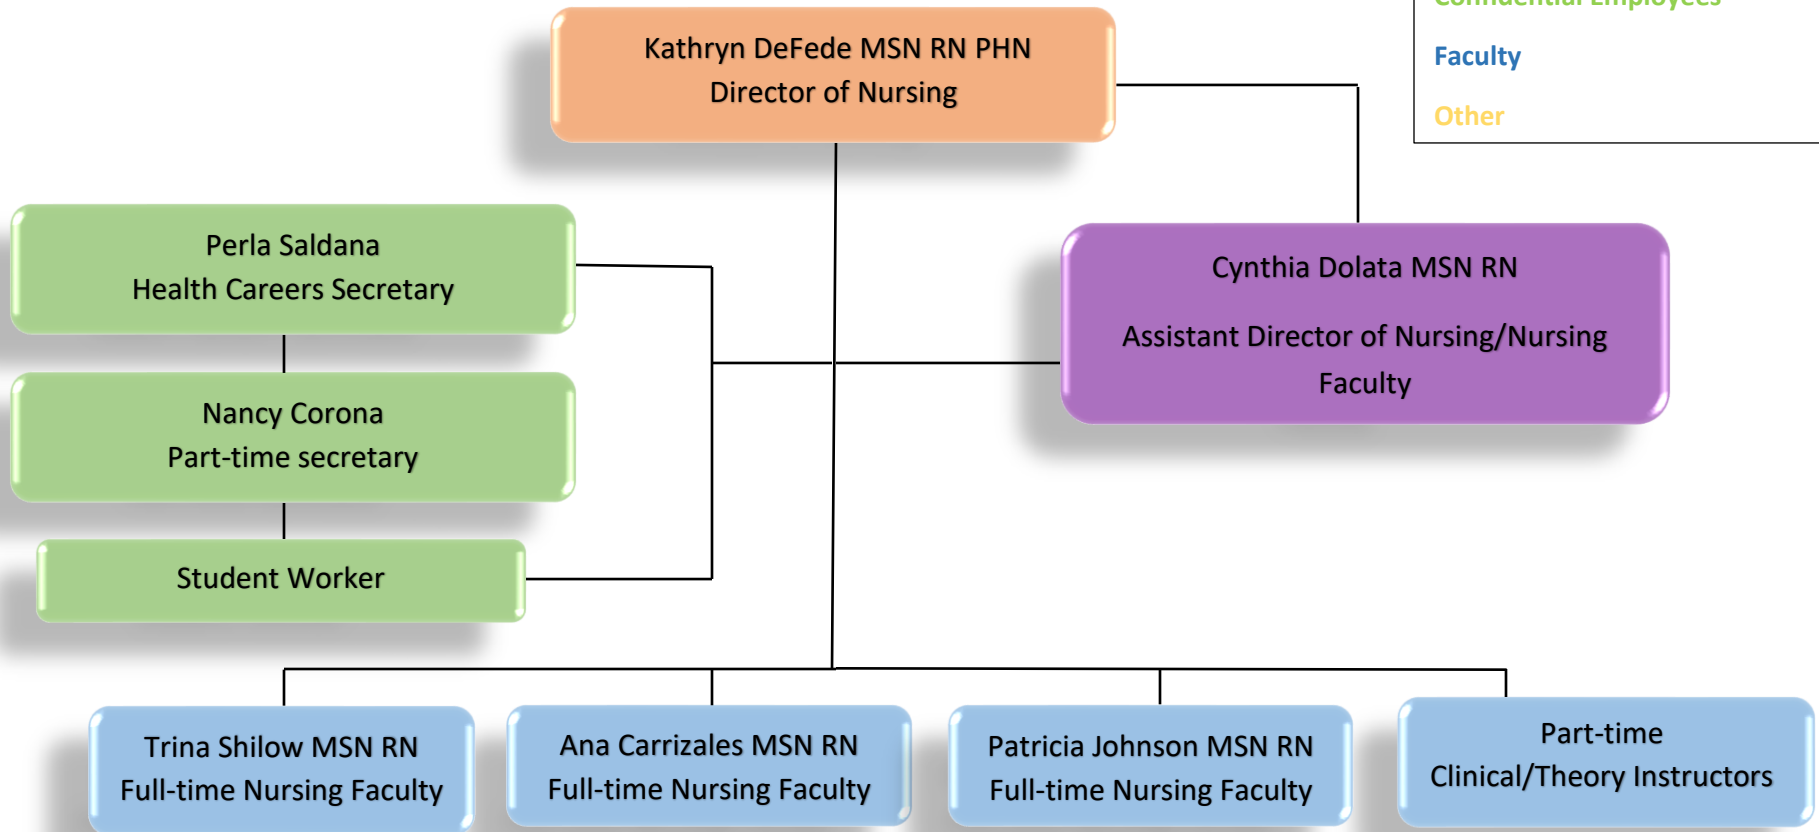 Confidential Employees
Faculty
Other
Kathryn DeFede MSN RN PHN
Director of Nursing
Perla Saldana
Health Careers Secretary
Cynthia Dolata MSN RN
Assistant Director of Nursing/Nursing
Faculty
Nancy Corona
Part-time secretary
Student Worker
Trina Shilow MSN RN
Full-time Nursing Faculty
Ana Carrizales MSN RN
Full-time Nursing Faculty
Patricia Johnson MSN RN
Full-time Nursing Faculty
Part-time
Clinical/Theory Instructors